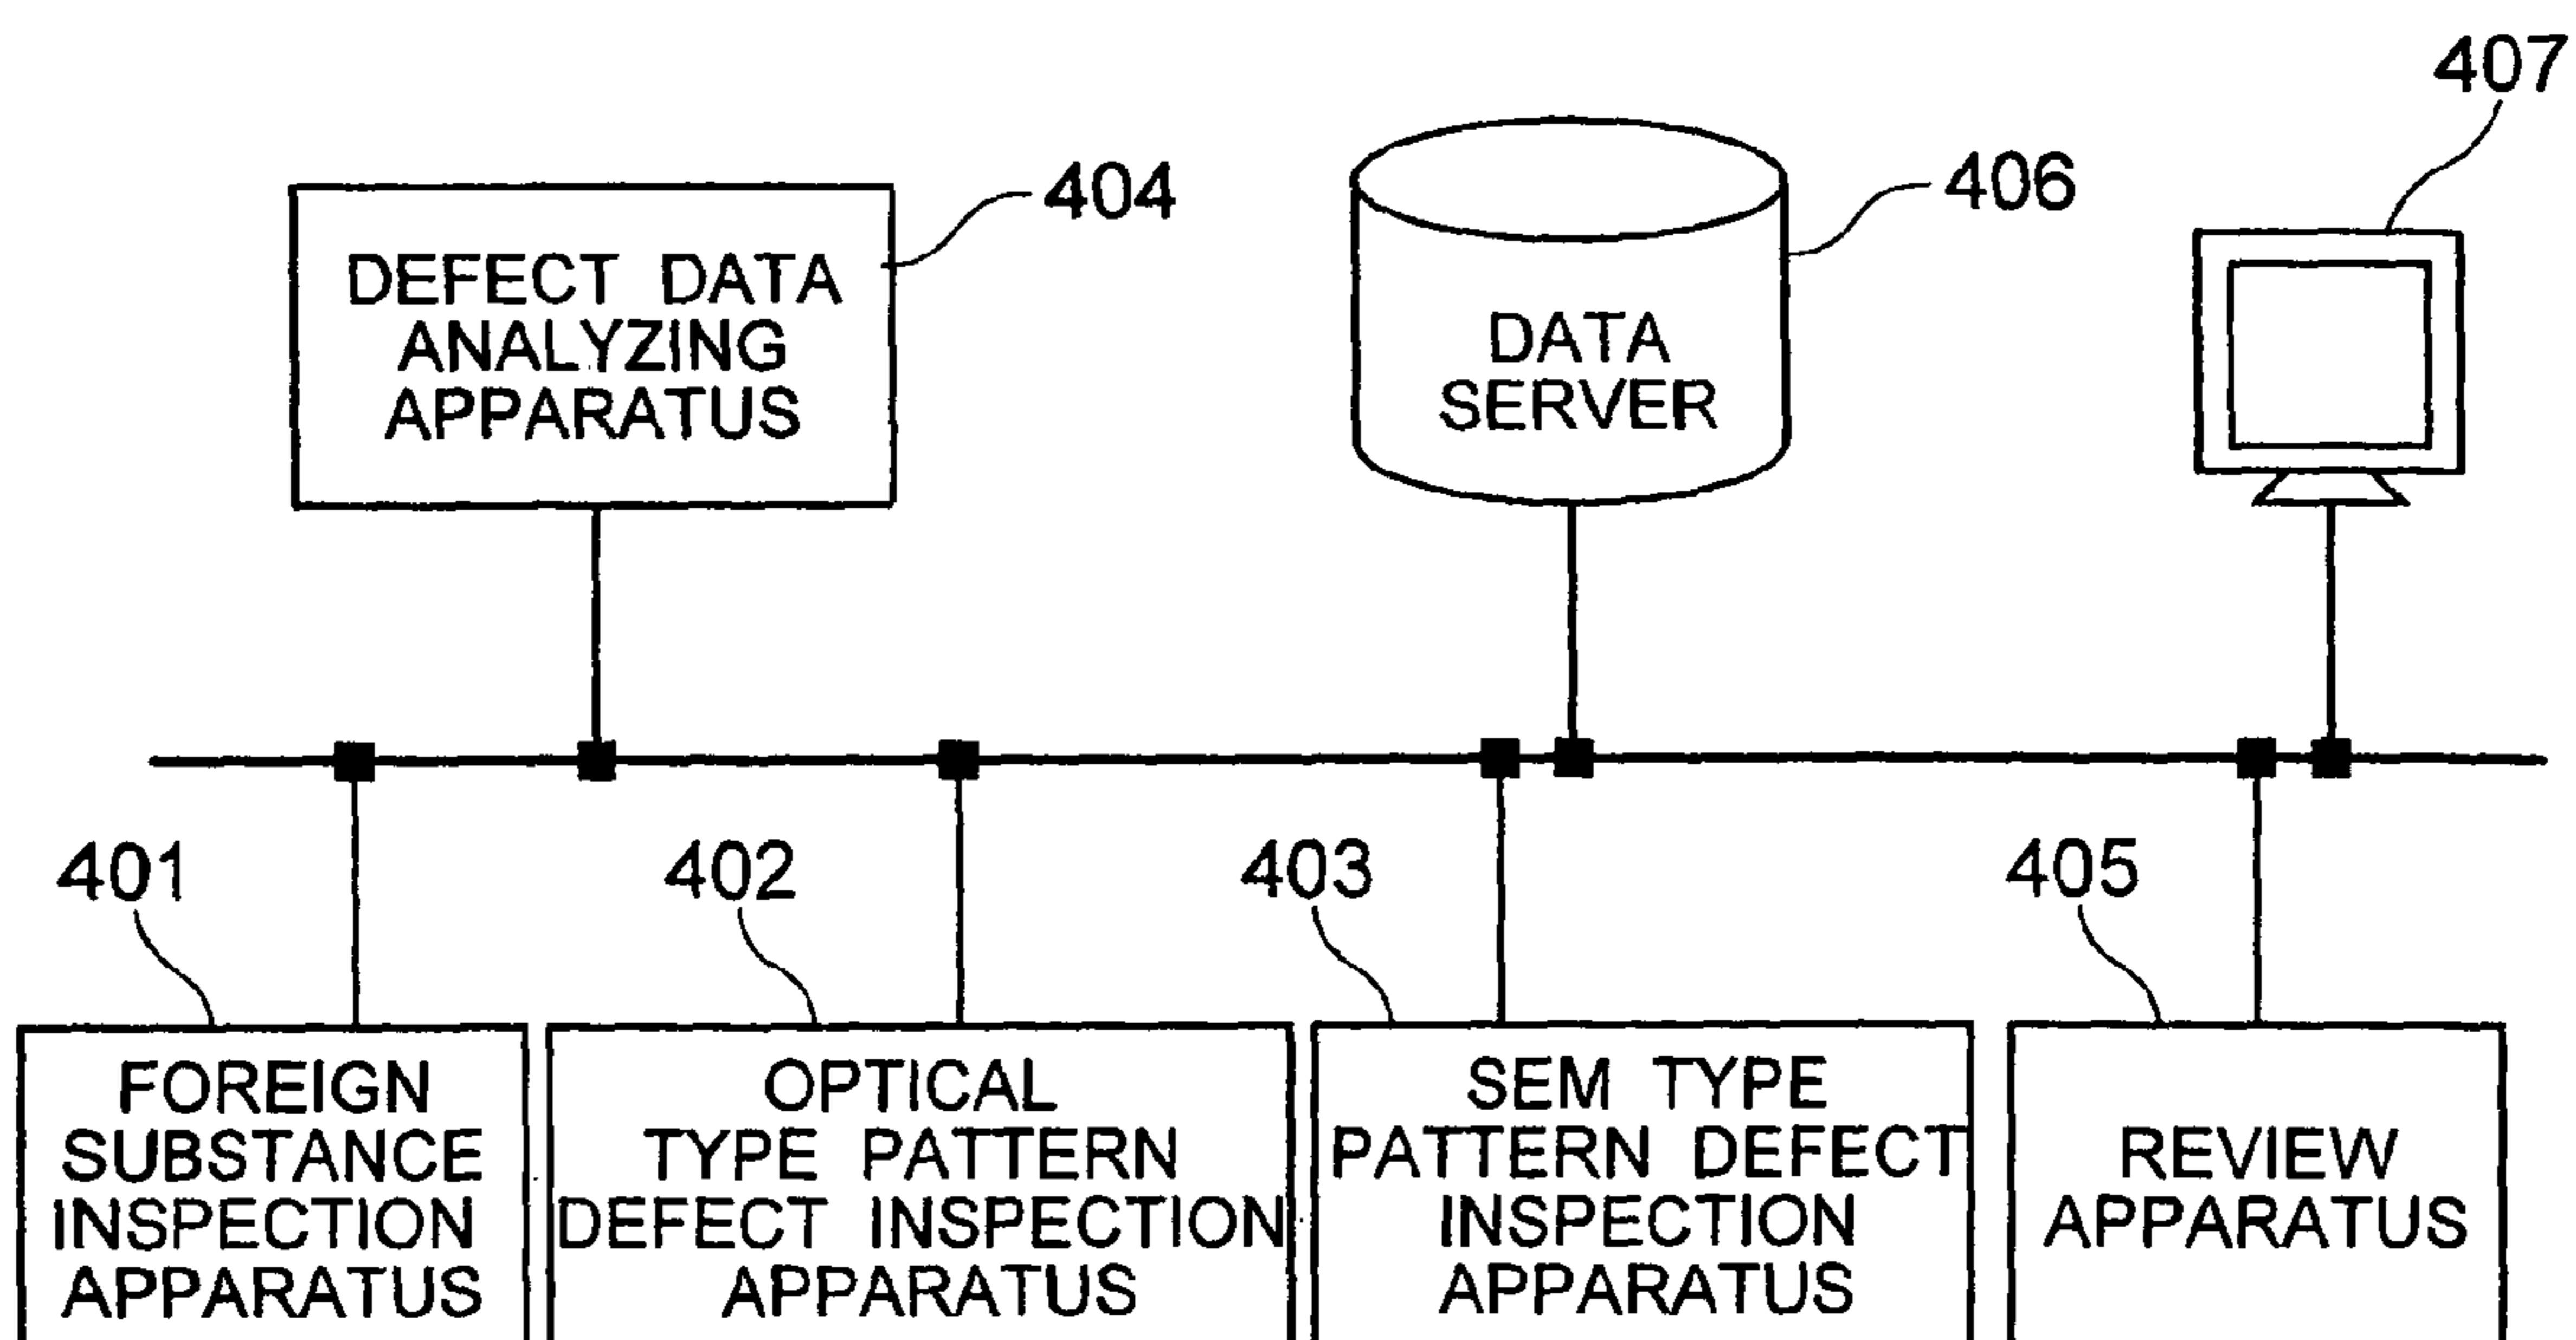 407
404
406
DEFECT DATA
ANALYZING
APPARATUS
DATA
SERVER
401
402
403
405
FOREIGN
SUBSTANCE
INSPECTION
APPARATUS
OPTICAL
TYPE PATTERN
DEFECT INSPECTION
APPARATUS
SEM TYPE
PATTERN DEFECT
INSPECTION
APPARATUS
REVIEW
APPARATUS